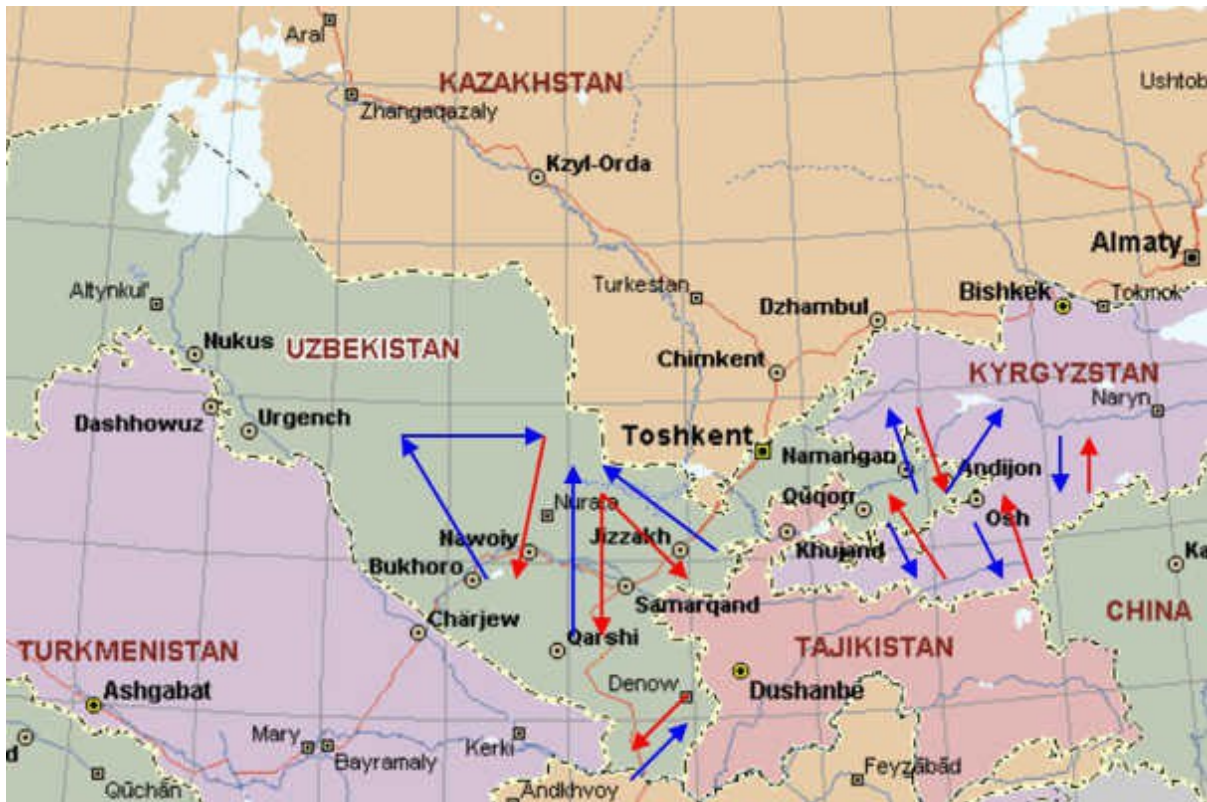 Aral
KAZAKHSTAN
Ushtob
Zhangaqazaly
Kzyl-Orda
Almaty
Altynkul'
Turkestan
Dzhambul
Bishkek
Tokmok
Nukus
UZBEKISTAN
Chimkent
KYRGYZSTAN
Naryn
Dashhowuz
Urgench
Toshkent
Namangan
Andijon
Nurata
Qŭqon
Osh
Nawoiy
Jizzakh
Khujand
Ka
Bukhoro
Samarqand
Chärjew
CHINA
TURKMENISTAN
Qarshi
TAJIKISTAN
Ashgabat
Denow
Dushanbe
Mary
Kerki
d
Bayramaly
Feyzābād
Qūchān
Andkhvoy